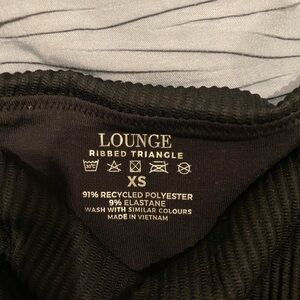 LOUNGE
RIBBED TRIANGLE
XS
91% RECYCLED POLYESTER
9% ELASTANE
WASH WITH SIMILAR COLOURS
MADE IN VIETNAM